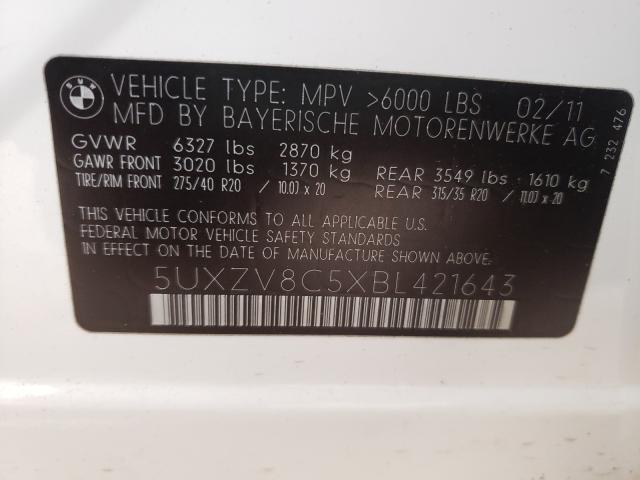 BMW
VEHICLE TYPE: MPV >6000 LBS 02/11
MFD BY BAYERISCHE MOTORENWERKE AG
GVWR 6327 lbs 2870 kg
GAWR FRONT 3020 lbs 1370 kg REAR 3549 lbs 1610 kg
TIRE/RIM FRONT 275/40 R20 / 10.0J x 20 REAR 315/35 R20 / 11.0J x 20
THIS VEHICLE CONFORMS TO ALL APPLICABLE U.S.
FEDERAL MOTOR VEHICLE SAFETY STANDARDS
IN EFFECT ON THE DATE OF MANUFACTURE SHOWN ABOVE.
5UXZV8C5XBL421643
7 232 476